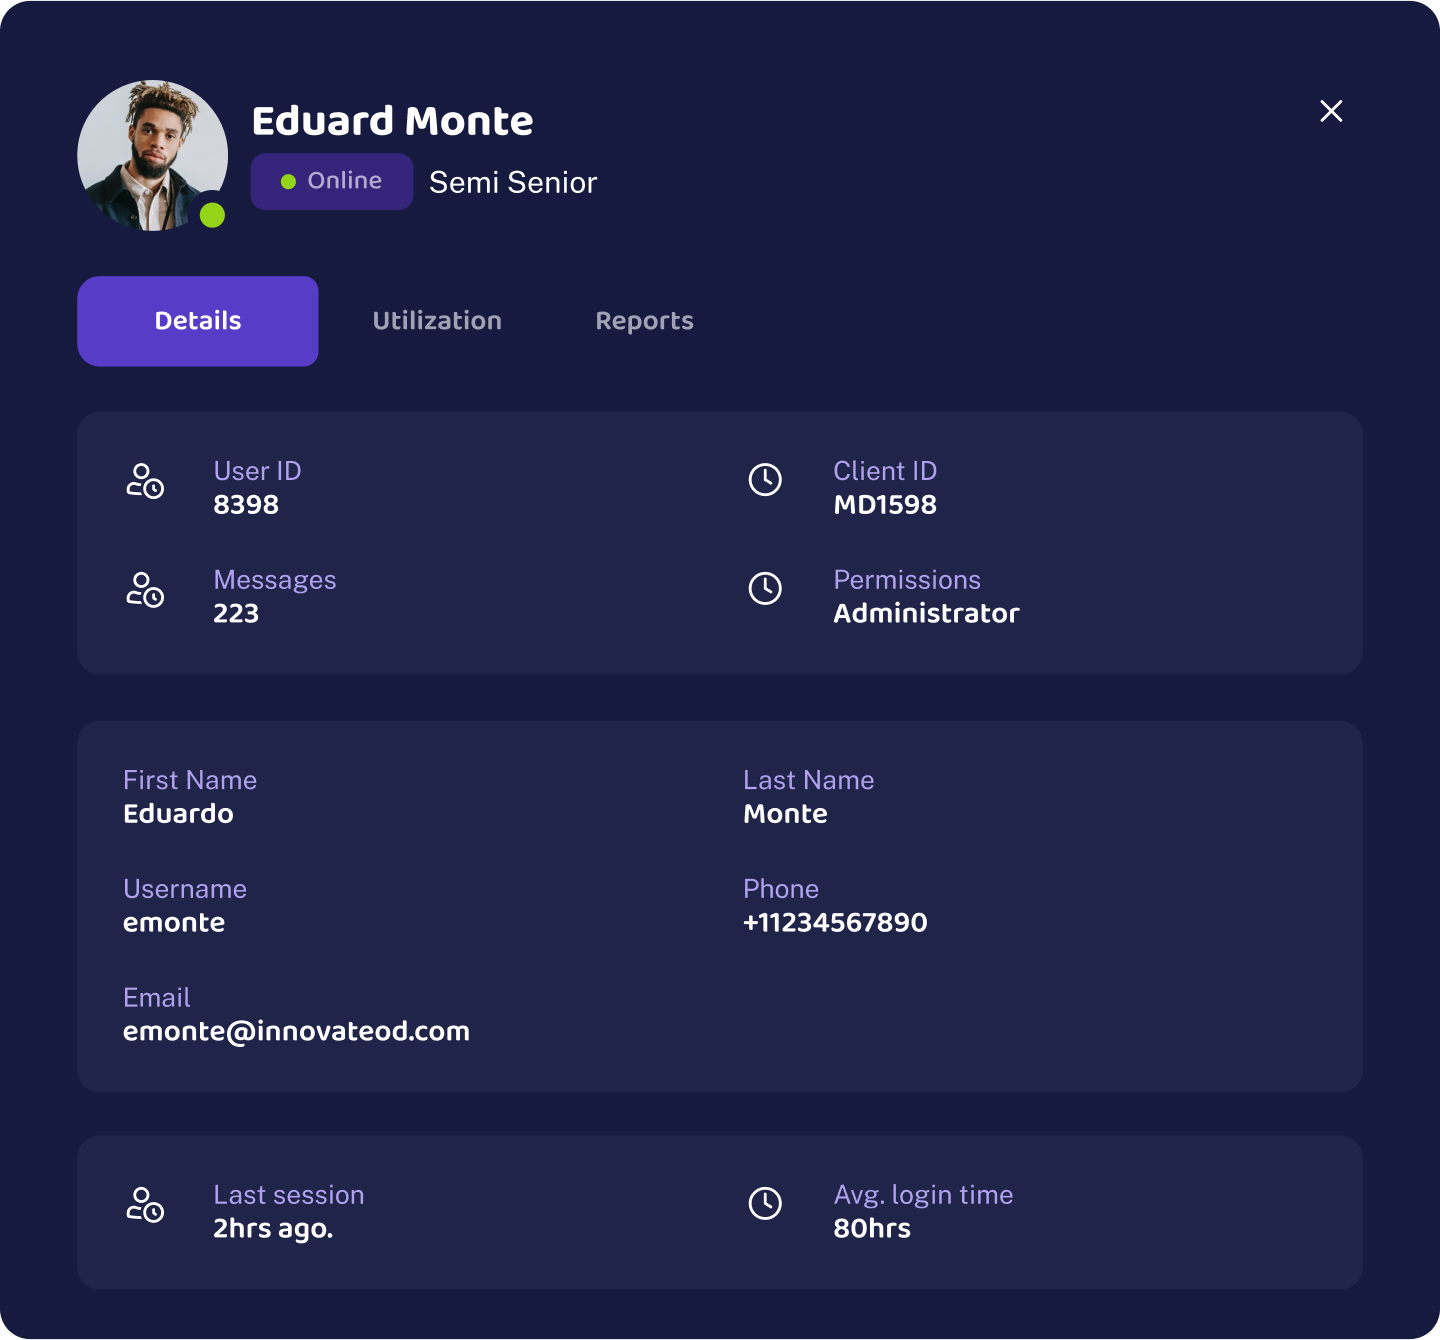 Eduard Monte
Online Semi Senior
Details Utilization Reports
User ID
8398
Client ID
MD1598
Messages
223
Permissions
Administrator
First Name
Eduardo
Last Name
Monte
Username
emonte
Phone
+11234567890
Email
emonte@innovateod.com
Last session
2hrs ago.
Avg. login time
80hrs